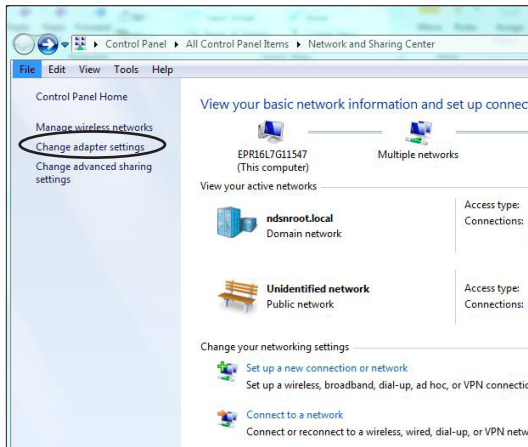 Control Panel ▸ All Control Panel Items ▸ Network and Sharing Center
File Edit View Tools Help
Control Panel Home
Manage wireless networks
Change adapter settings
Change advanced sharing
settings
View your basic network information and set up connec
EPR16L7G11547
(This computer)
Multiple networks
View your active networks
ndsnroot.local
Domain network
Access type:
Connections:
Unidentified network
Public network
Access type:
Connections:
Change your networking settings
Set up a new connection or network
Set up a wireless, broadband, dial-up, ad hoc, or VPN connectio
Connect to a network
Connect or reconnect to a wireless, wired, dial-up, or VPN netw